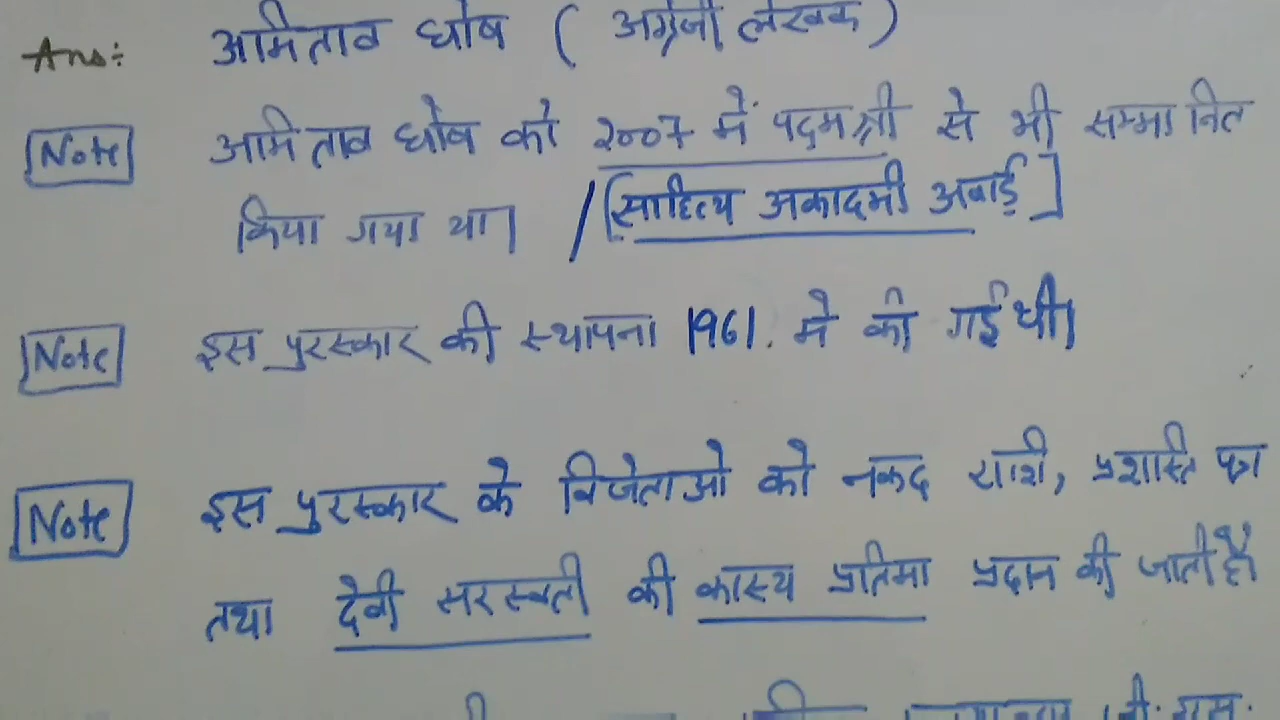 Ans: अमिताव घोष ( अंग्रेजी लेखक )
Note अमिताव घोष को 2007 में पदमश्री से भी सम्मानित
किया गया था। / [साहित्य अकादमी अवार्ड]
Note इस पुरस्कार की स्थापना 1961. मे की गई थी।
Note इस पुरस्कार के विजेताओ को नकद राशि, प्रशास्ति पत्र
तथा देवी सरस्वती की कास्य प्रतिमा प्रदान की जाती है